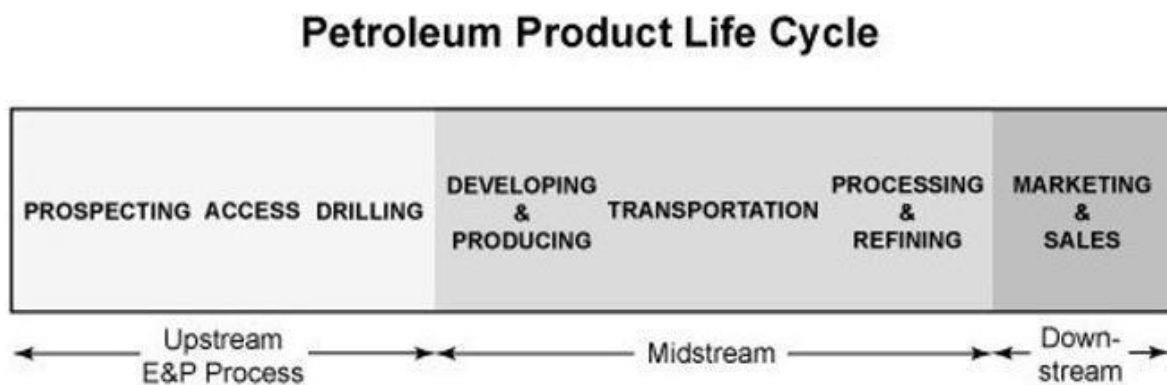 Petroleum Product Life Cycle
PROSPECTING ACCESS DRILLING
DEVELOPING
&
PRODUCING
TRANSPORTATION
PROCESSING
&
REFINING
MARKETING
&
SALES
Upstream
E&P Process
Midstream
Down-
stream